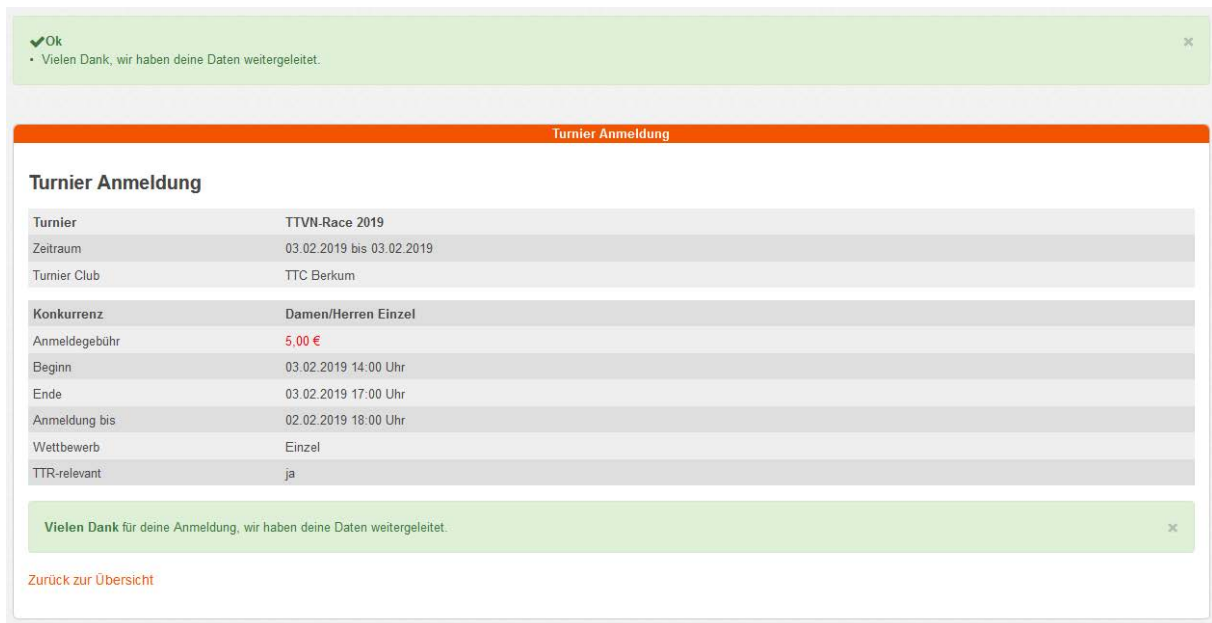 ✔Ok
• Vielen Dank, wir haben deine Daten weitergeleitet.
×
Turnier Anmeldung
Turnier Anmeldung
Turnier TTVN-Race 2019
Zeitraum 03.02.2019 bis 03.02.2019
Turnier Club TTC Berkum
Konkurrenz Damen/Herren Einzel
Anmeldegebühr 5,00 €
Beginn 03.02.2019 14:00 Uhr
Ende 03.02.2019 17:00 Uhr
Anmeldung bis 02.02.2019 18:00 Uhr
Wettbewerb Einzel
TTR-relevant ja
Vielen Dank für deine Anmeldung, wir haben deine Daten weitergeleitet. ×
Zurück zur Übersicht